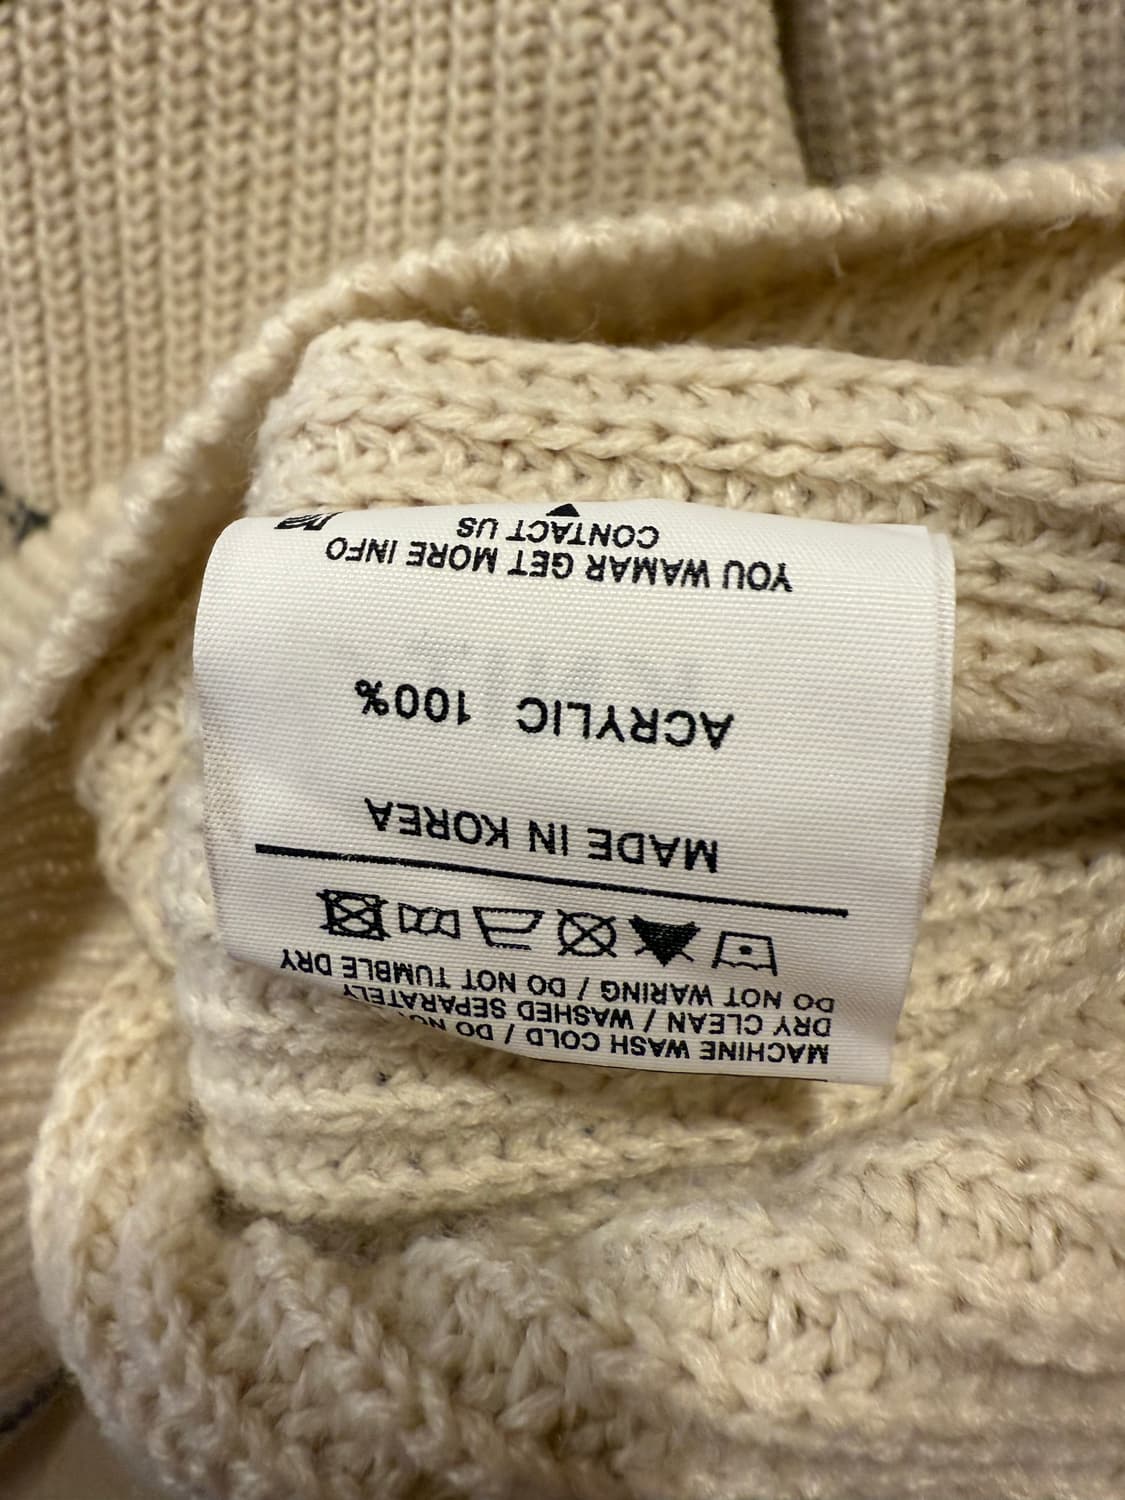 MACHINE WASH COLD / DO NOT
DRY CLEAN / WASHED SEPARATELY
DO NOT WARING / DO NOT TUMBLE DRY
MADE IN KOREA
ACRYLIC 100%
YOU WAMAR GET MORE INFO
CONTACT US